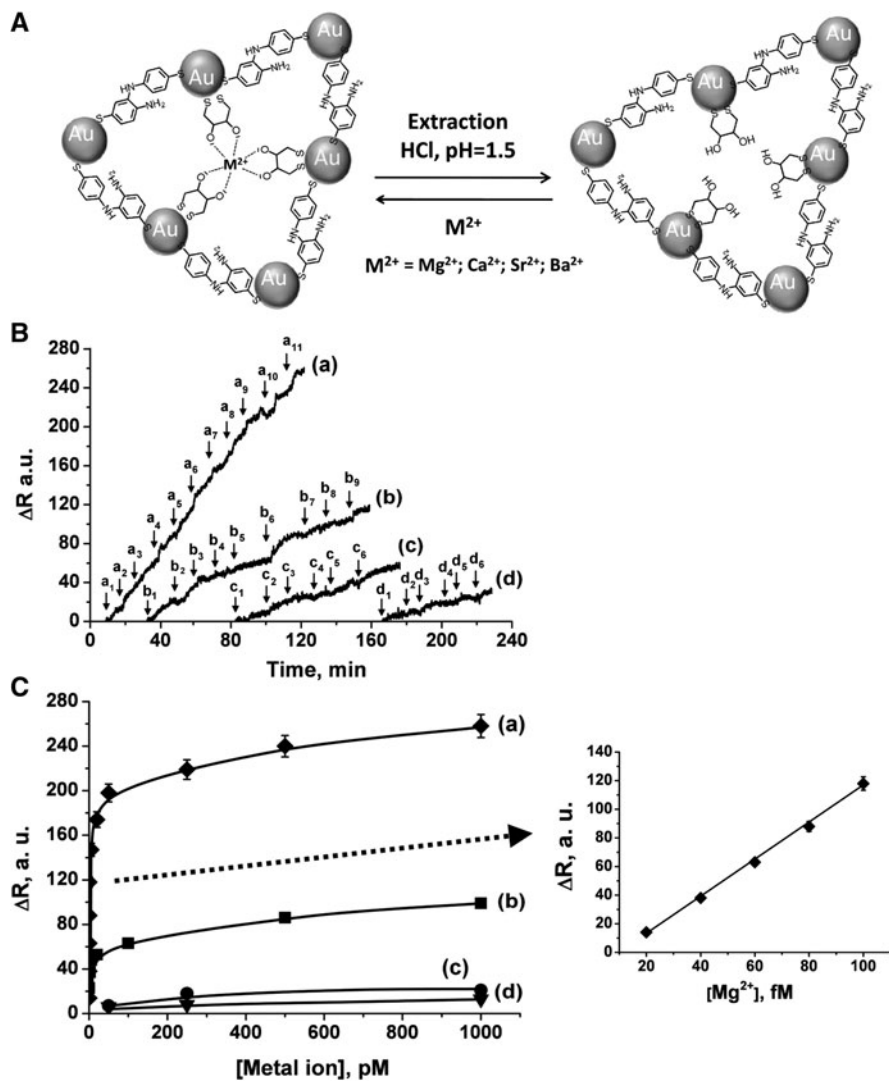 A
Au
Au
Au
Au
Au
Au
M²⁺
Extraction
HCl, pH=1.5
M²⁺
M²⁺ = Mg²⁺; Ca²⁺; Sr²⁺; Ba²⁺
Au
Au
Au
Au
Au
Au
B
280
240
200
160
120
80
40
0
ΔR a.u.
a₁ a₂ a₃ a₄ a₅ a₆ a₇ a₈ a₉ a₁₀ a₁₁ (a)
b₁ b₂ b₃ b₄ b₅ b₆ b₇ b₈ b₉ (b)
c₁ c₂ c₃ c₄ c₅ c₆ (c)
d₁ d₂ d₃ d₄ d₅ d₆ (d)
0 40 80 120 160 200 240
Time, min
C
280
240
200
160
120
80
40
0
ΔR, a. u.
(a)
(b)
(c)
(d)
0 200 400 600 800 1000
[Metal ion], pM
140
120
100
80
60
40
20
0
ΔR, a. u.
20 40 60 80 100
[Mg²⁺], fM